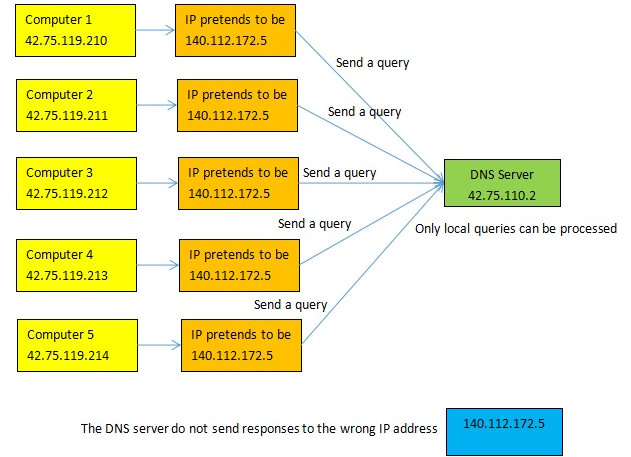 Computer 1
42.75.119.210
IP pretends to be
140.112.172.5
Send a query
Computer 2
42.75.119.211
IP pretends to be
140.112.172.5
Send a query
Computer 3
42.75.119.212
IP pretends to be
140.112.172.5
Send a query
DNS Server
42.75.110.2
Only local queries can be processed
Computer 4
42.75.119.213
IP pretends to be
140.112.172.5
Send a query
Computer 5
42.75.119.214
IP pretends to be
140.112.172.5
Send a query
The DNS server do not send responses to the wrong IP address
140.112.172.5